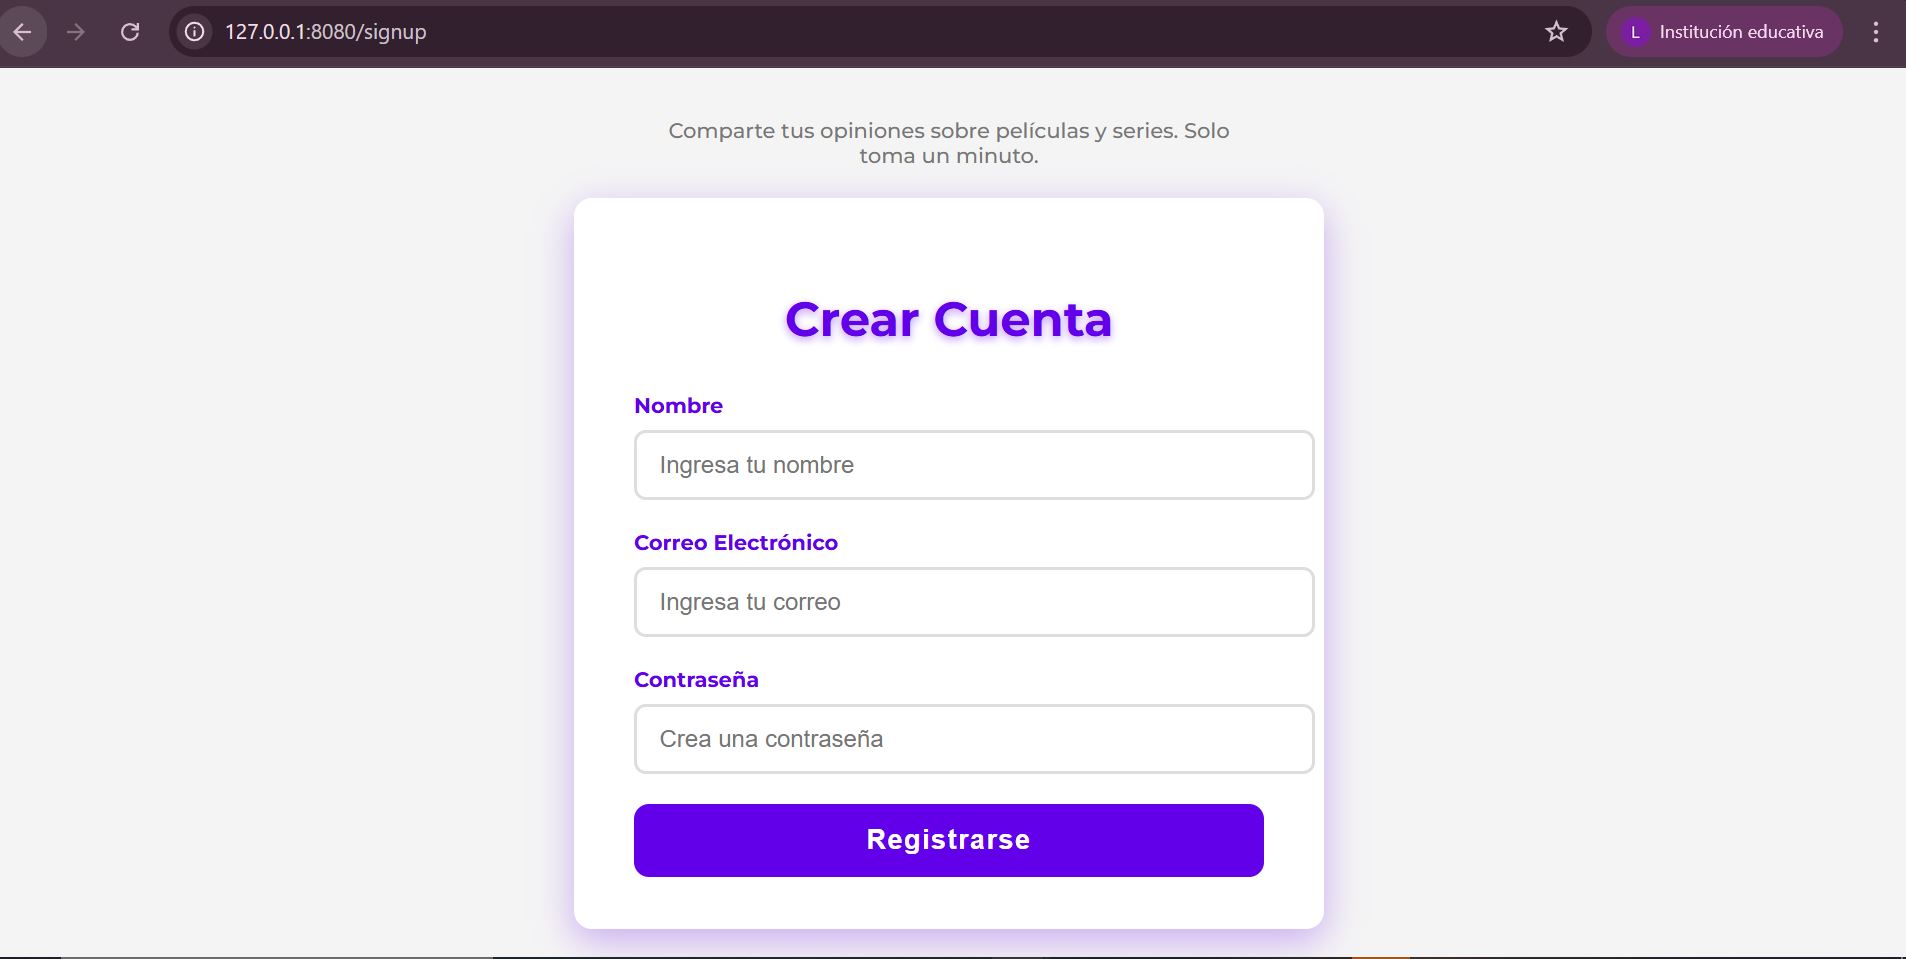 127.0.0.1:8080/signup
L Institución educativa
Comparte tus opiniones sobre películas y series. Solo
toma un minuto.
Crear Cuenta
Nombre
Ingresa tu nombre
Correo Electrónico
Ingresa tu correo
Contraseña
Crea una contraseña
Registrarse